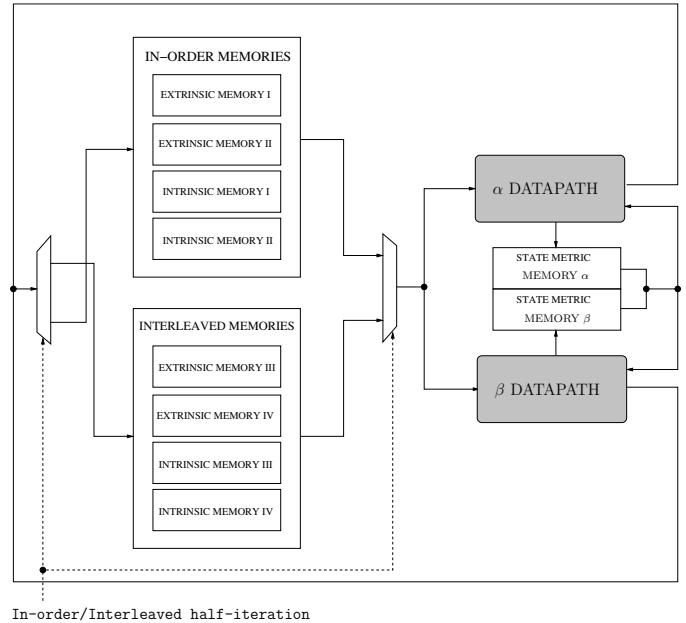 IN-ORDER MEMORIES
EXTRINSIC MEMORY I
EXTRINSIC MEMORY II
INTRINSIC MEMORY I
INTRINSIC MEMORY II
INTERLEAVED MEMORIES
EXTRINSIC MEMORY III
EXTRINSIC MEMORY IV
INTRINSIC MEMORY III
INTRINSIC MEMORY IV
α DATAPATH
STATE METRIC
MEMORY α
STATE METRIC
MEMORY β
β DATAPATH
In-order/Interleaved half-iteration